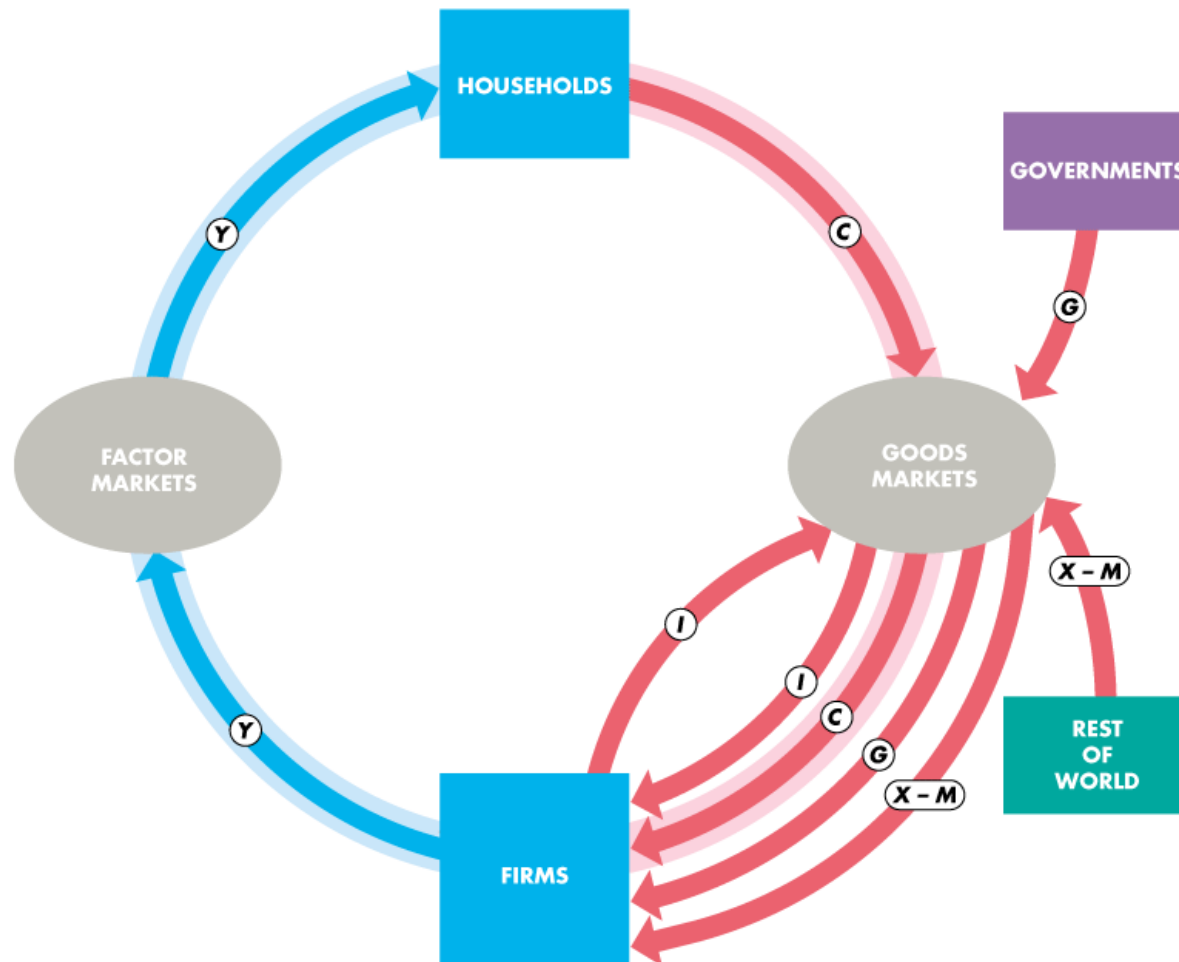 HOUSEHOLDS
GOVERNMENTS
Y
C
G
FACTOR
MARKETS
GOODS
MARKETS
X – M
I
I
C
Y
G
X – M
REST
OF
WORLD
FIRMS